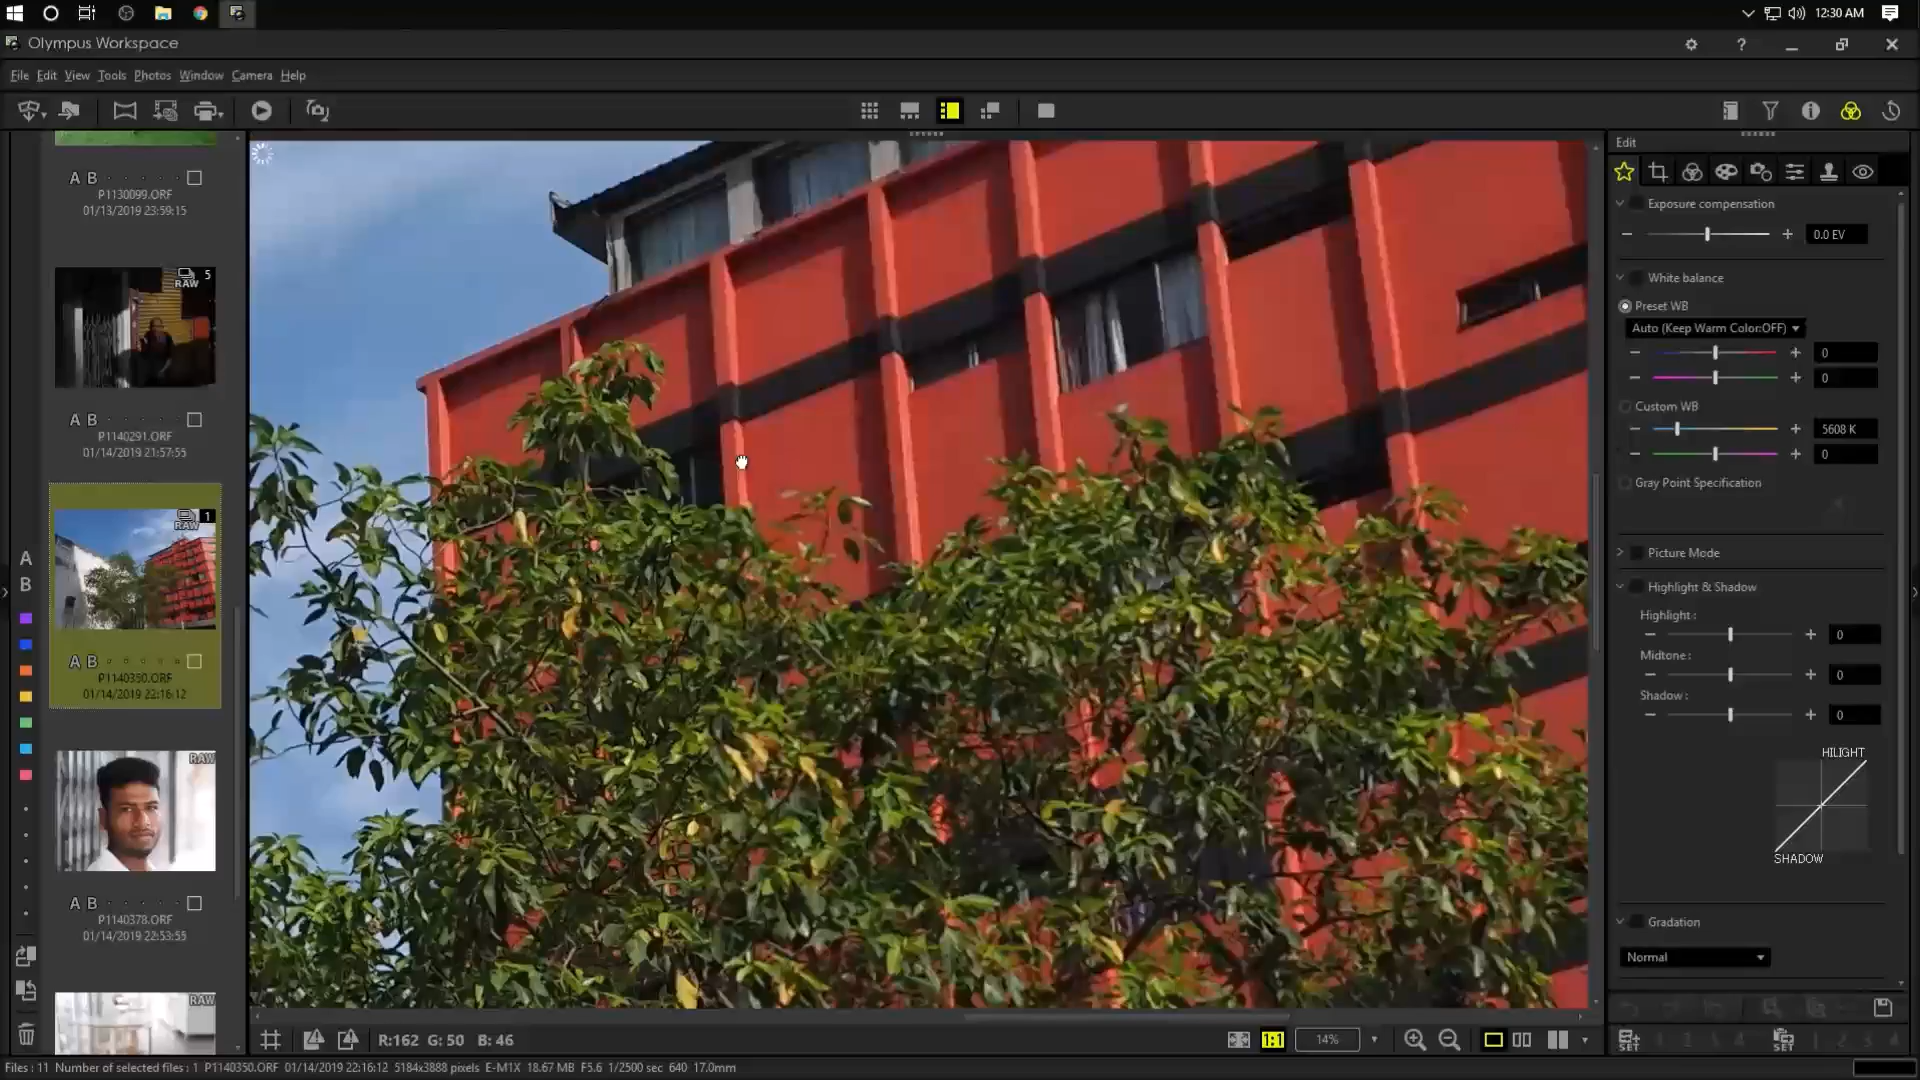 12:30 AM
Olympus Workspace
File Edit View Tools Photos Window Camera Help
A B
P1130099.ORF
01/13/2019 23:59:15
RAW 5
A B
P1140291.ORF
01/14/2019 21:57:55
RAW 1
A B
P1140350.ORF
01/14/2019 22:16:12
RAW
A B
P1140378.ORF
01/14/2019 22:53:55
RAW
A
B
Edit
Exposure compensation
0.0 EV
White balance
Preset WB
Auto (Keep Warm Color:OFF)
0
0
Custom WB
5608 K
0
Gray Point Specification
Picture Mode
Highlight & Shadow
Highlight :
0
Midtone :
0
Shadow :
0
HILIGHT
SHADOW
Gradation
Normal
R:162 G: 50 B: 46
1:1
14%
SET
SET
Files : 11 Number of selected files : 1 P1140350.ORF 01/14/2019 22:16:12 5184x3888 pixels E-M1X 18.67 MB F5.6 1/2500 sec 640 17.0mm